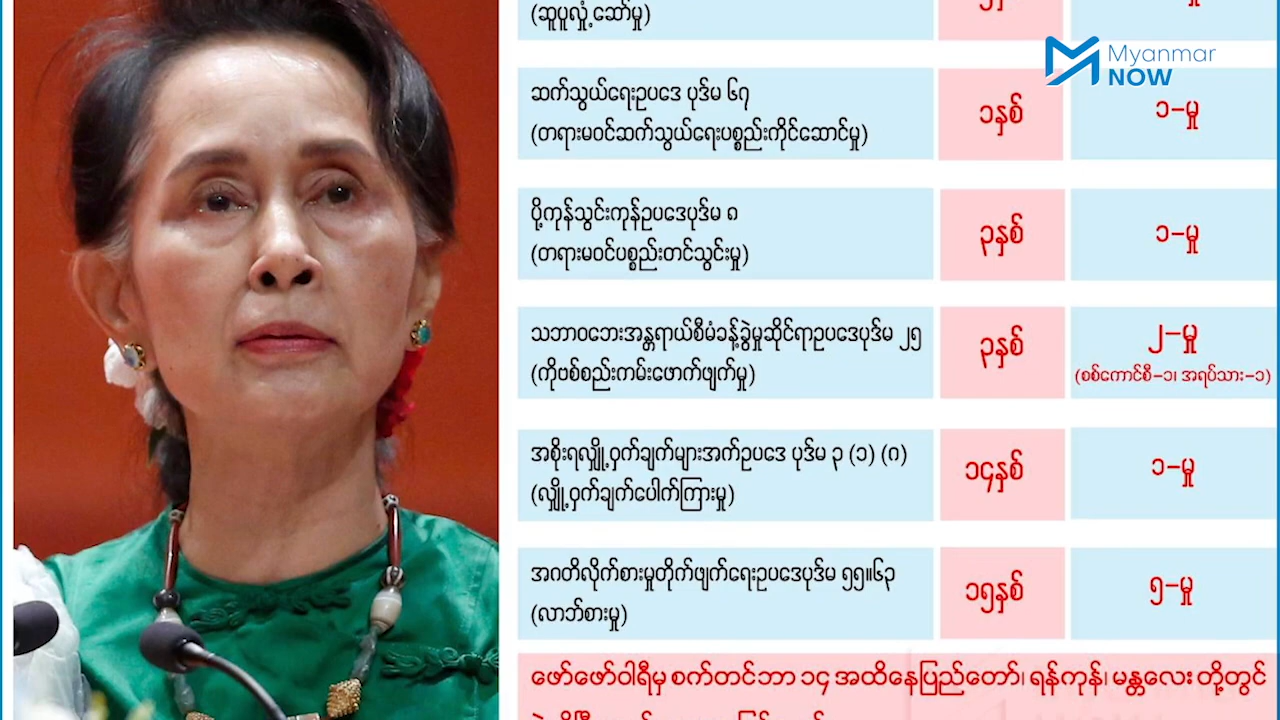 (ဆူပူလှုံ့ဆော်မှု)
Myanmar
NOW
ဆက်သွယ်ရေးဥပဒေ ပုဒ်မ ၆၇
(တရားမဝင်ဆက်သွယ်ရေးပစ္စည်းကိုင်ဆောင်မှု)
၁နှစ်
၁-မှု
ပို့ကုန်သွင်းကုန်ဥပဒေပုဒ်မ ၈
(တရားမဝင်ပစ္စည်းတင်သွင်းမှု)
၃နှစ်
၁-မှု
သဘာဝဘေးအန္တရာယ်စီမံခန့်ခွဲမှုဆိုင်ရာဥပဒေပုဒ်မ ၂၅
(ကိုဗစ်စည်းကမ်းဖောက်ဖျက်မှု)
၃နှစ်
၂-မှု
(စစ်ကောင်စီ-၁၊ အရပ်သား-၁)
အစိုးရလျှို့ဝှက်ချက်များအက်ဥပဒေ ပုဒ်မ ၃ (၁) (ဂ)
(လျှို့ဝှက်ချက်ပေါက်ကြားမှု)
၁၄နှစ်
၁-မှု
အဂတိလိုက်စားမှုတိုက်ဖျက်ရေးဥပဒေပုဒ်မ ၅၅။၆၃
(လာဘ်စားမှု)
၁၅နှစ်
၅-မှု
ဖော်ဖော်ဝါရီမှ စက်တင်ဘာ ၁၄ အထိနေပြည်တော်၊ ရန်ကုန်၊ မန္တလေး တို့တွင်